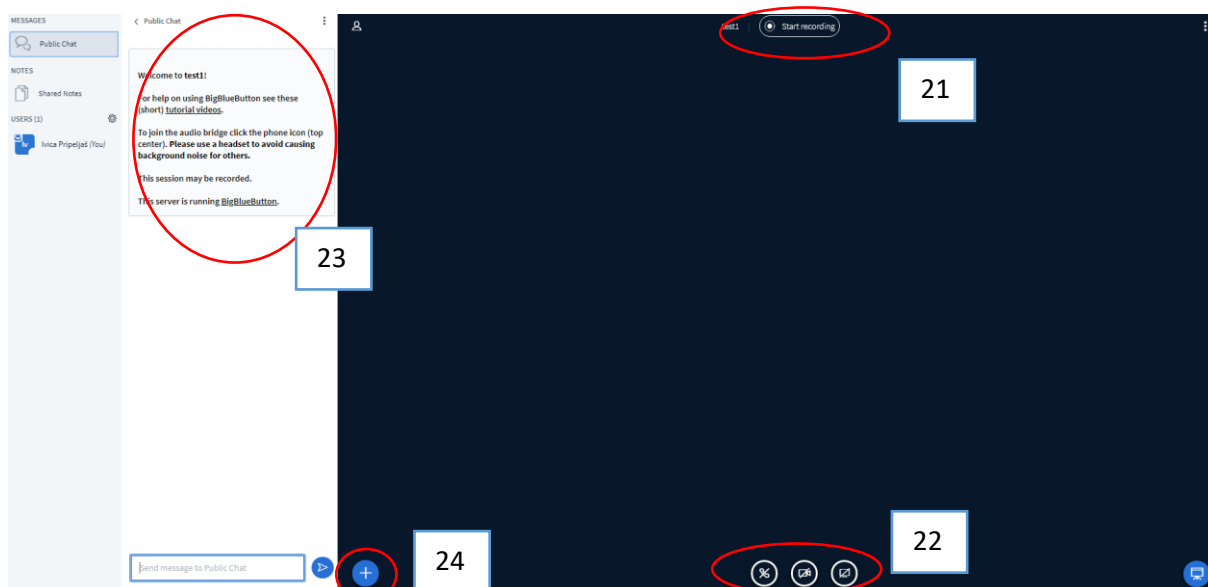 MESSAGES
Public Chat
NOTES
Shared Notes
USERS (1)
Iv
Ivica Pripeljaš (You)
Public Chat
Welcome to test1!
For help on using BigBlueButton see these
(short) tutorial videos.
To join the audio bridge click the phone icon (top
center). Please use a headset to avoid causing
background noise for others.
This session may be recorded.
This server is running BigBlueButton.
23
Send message to Public Chat
test1
Start recording
21
24
22